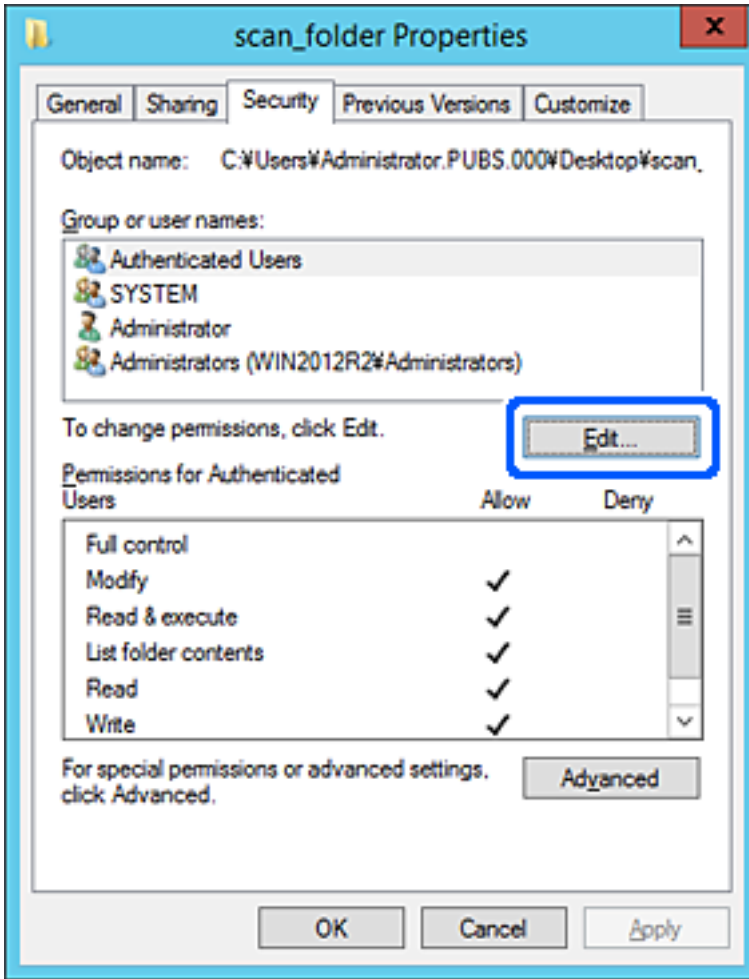 scan_folder Properties
General Sharing Security Previous Versions Customize
Object name: C:¥Users¥Administrator.PUBS.000¥Desktop¥scan_
Group or user names:
Authenticated Users
SYSTEM
Administrator
Administrators (WIN2012R2¥Administrators)
To change permissions, click Edit.
Edit...
Permissions for Authenticated
Users Allow Deny
Full control
Modify
Read & execute
List folder contents
Read
Write
For special permissions or advanced settings,
click Advanced.
Advanced
OK Cancel Apply